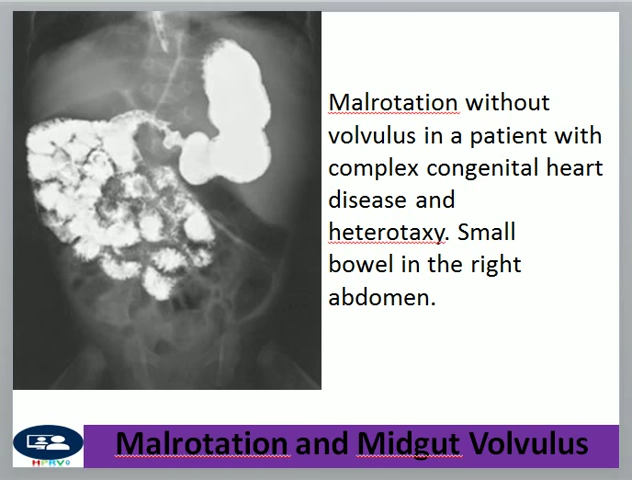 Malrotation without
volvulus in a patient with
complex congenital heart
disease and
heterotaxy. Small
bowel in the right
abdomen.
Malrotation and Midgut Volvulus